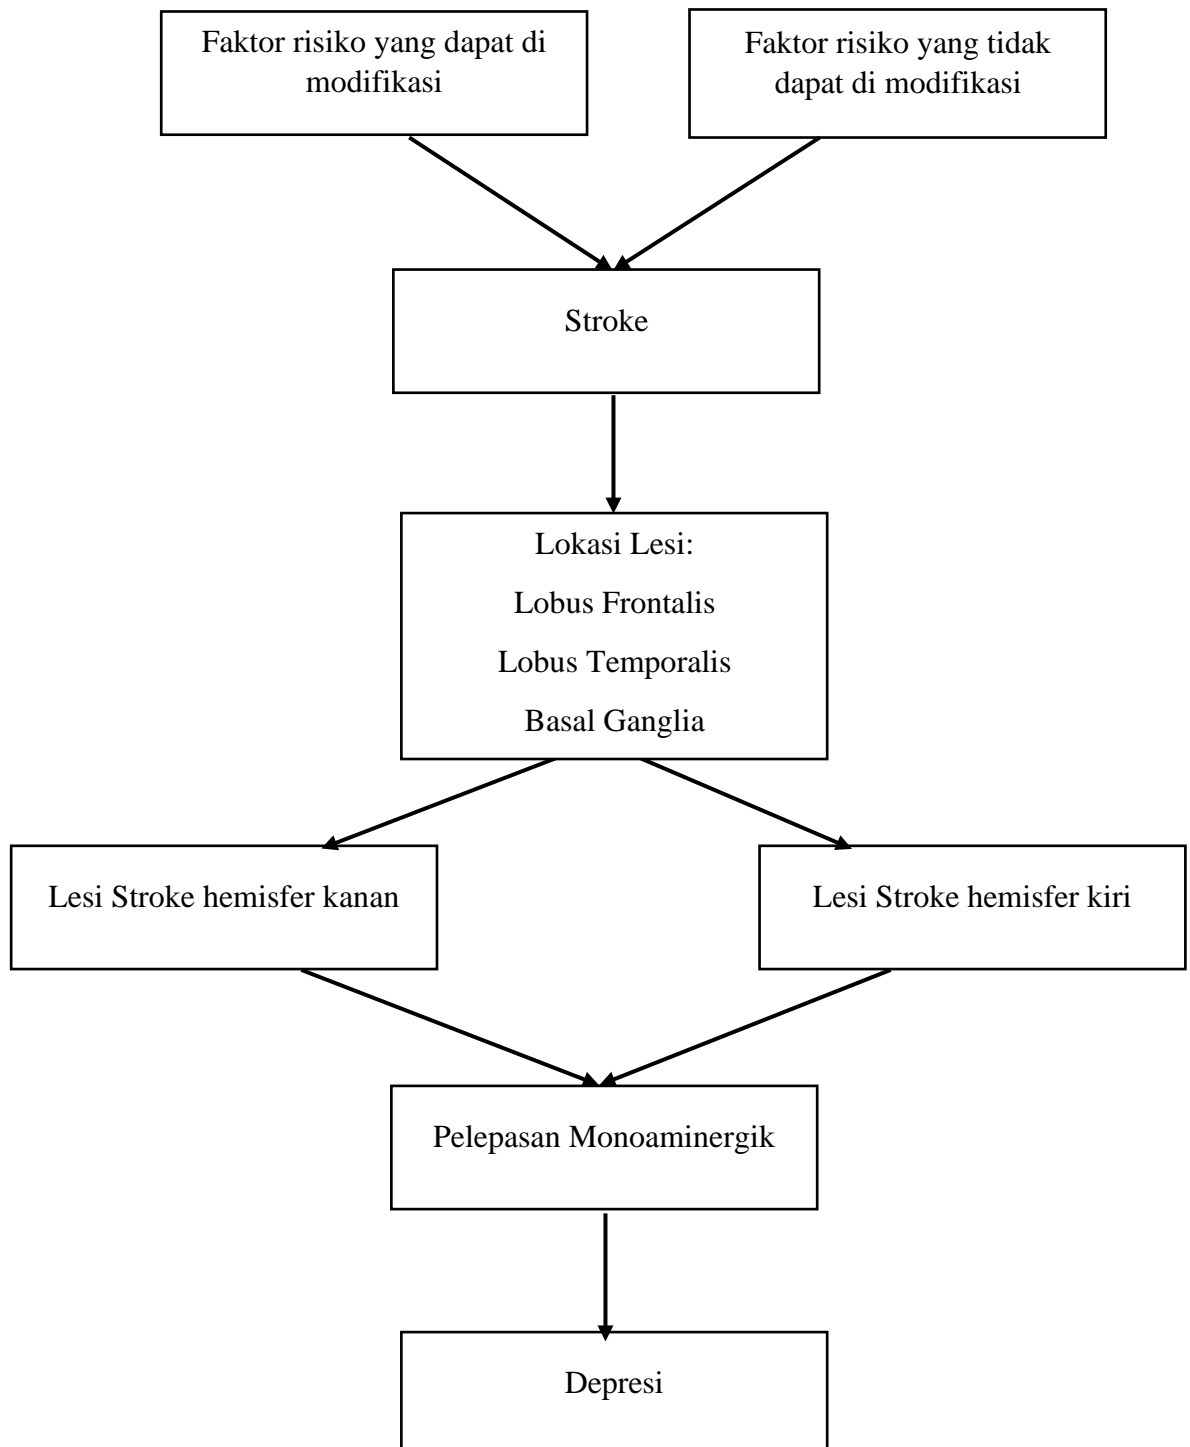 Faktor risiko yang dapat di
modifikasi
Faktor risiko yang tidak
dapat di modifikasi
Stroke
Lokasi Lesi:
Lobus Frontalis
Lobus Temporalis
Basal Ganglia
Lesi Stroke hemisfer kanan
Lesi Stroke hemisfer kiri
Pelepasan Monoaminergik
Depresi